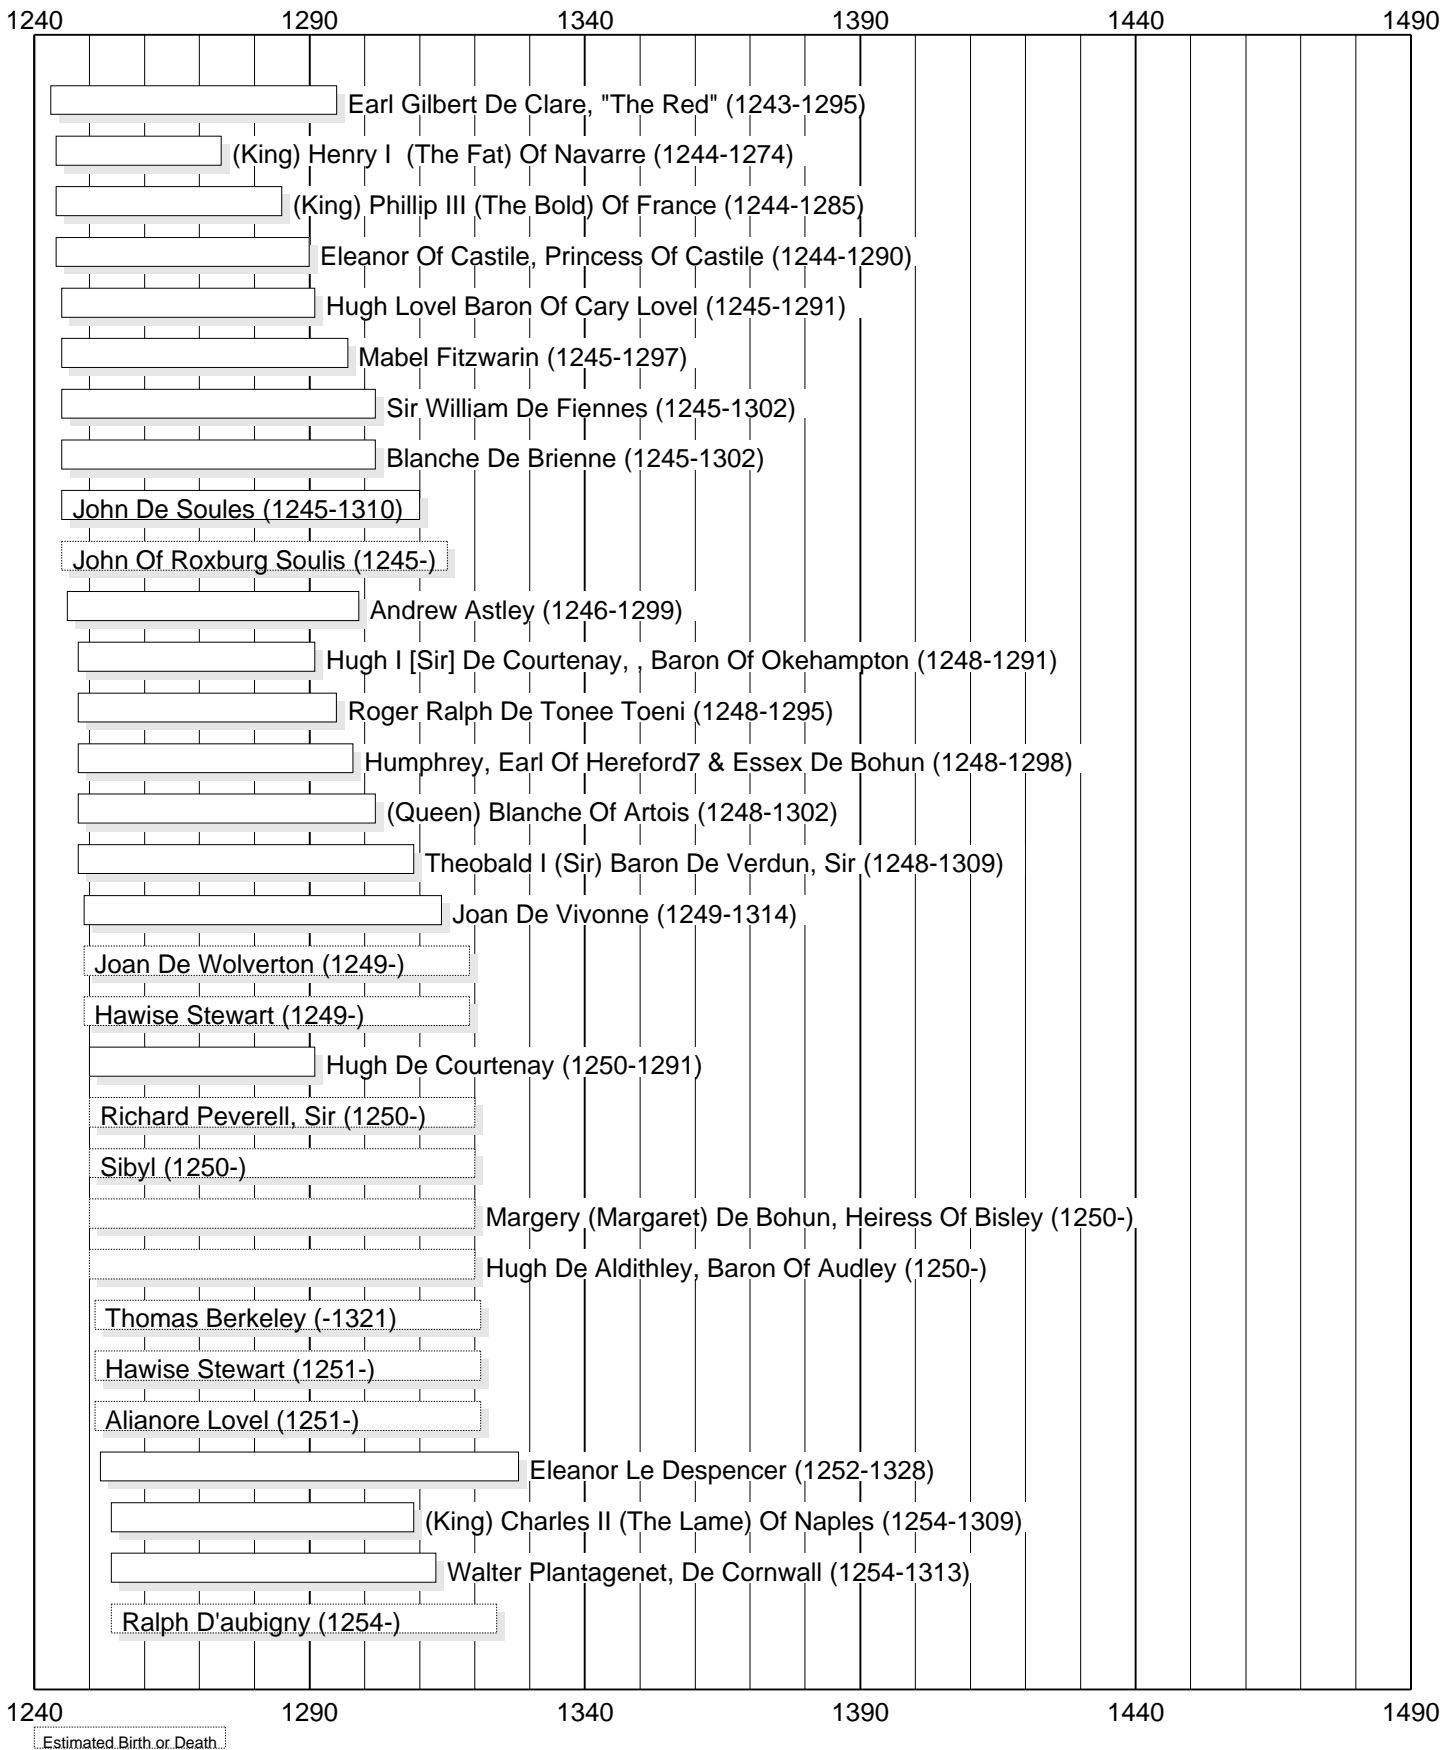 1240 1290 1340 1390 1440 1490
Earl Gilbert De Clare, "The Red" (1243-1295)
(King) Henry I  (The Fat) Of Navarre (1244-1274)
(King) Phillip III (The Bold) Of France (1244-1285)
Eleanor Of Castile, Princess Of Castile (1244-1290)
Hugh Lovel Baron Of Cary Lovel (1245-1291)
Mabel Fitzwarin (1245-1297)
Sir William De Fiennes (1245-1302)
Blanche De Brienne (1245-1302)
John De Soules (1245-1310)
John Of Roxburg Soulis (1245-)
Andrew Astley (1246-1299)
Hugh I [Sir] De Courtenay, , Baron Of Okehampton (1248-1291)
Roger Ralph De Tonee Toeni (1248-1295)
Humphrey, Earl Of Hereford7 & Essex De Bohun (1248-1298)
(Queen) Blanche Of Artois (1248-1302)
Theobald I (Sir) Baron De Verdun, Sir (1248-1309)
Joan De Vivonne (1249-1314)
Joan De Wolverton (1249-)
Hawise Stewart (1249-)
Hugh De Courtenay (1250-1291)
Richard Peverell, Sir (1250-)
Sibyl (1250-)
Margery (Margaret) De Bohun, Heiress Of Bisley (1250-)
Hugh De Aldithley, Baron Of Audley (1250-)
Thomas Berkeley (-1321)
Hawise Stewart (1251-)
Alianore Lovel (1251-)
Eleanor Le Despencer (1252-1328)
(King) Charles II (The Lame) Of Naples (1254-1309)
Walter Plantagenet, De Cornwall (1254-1313)
Ralph D'aubigny (1254-)
1240 1290 1340 1390 1440 1490
Estimated Birth or Death